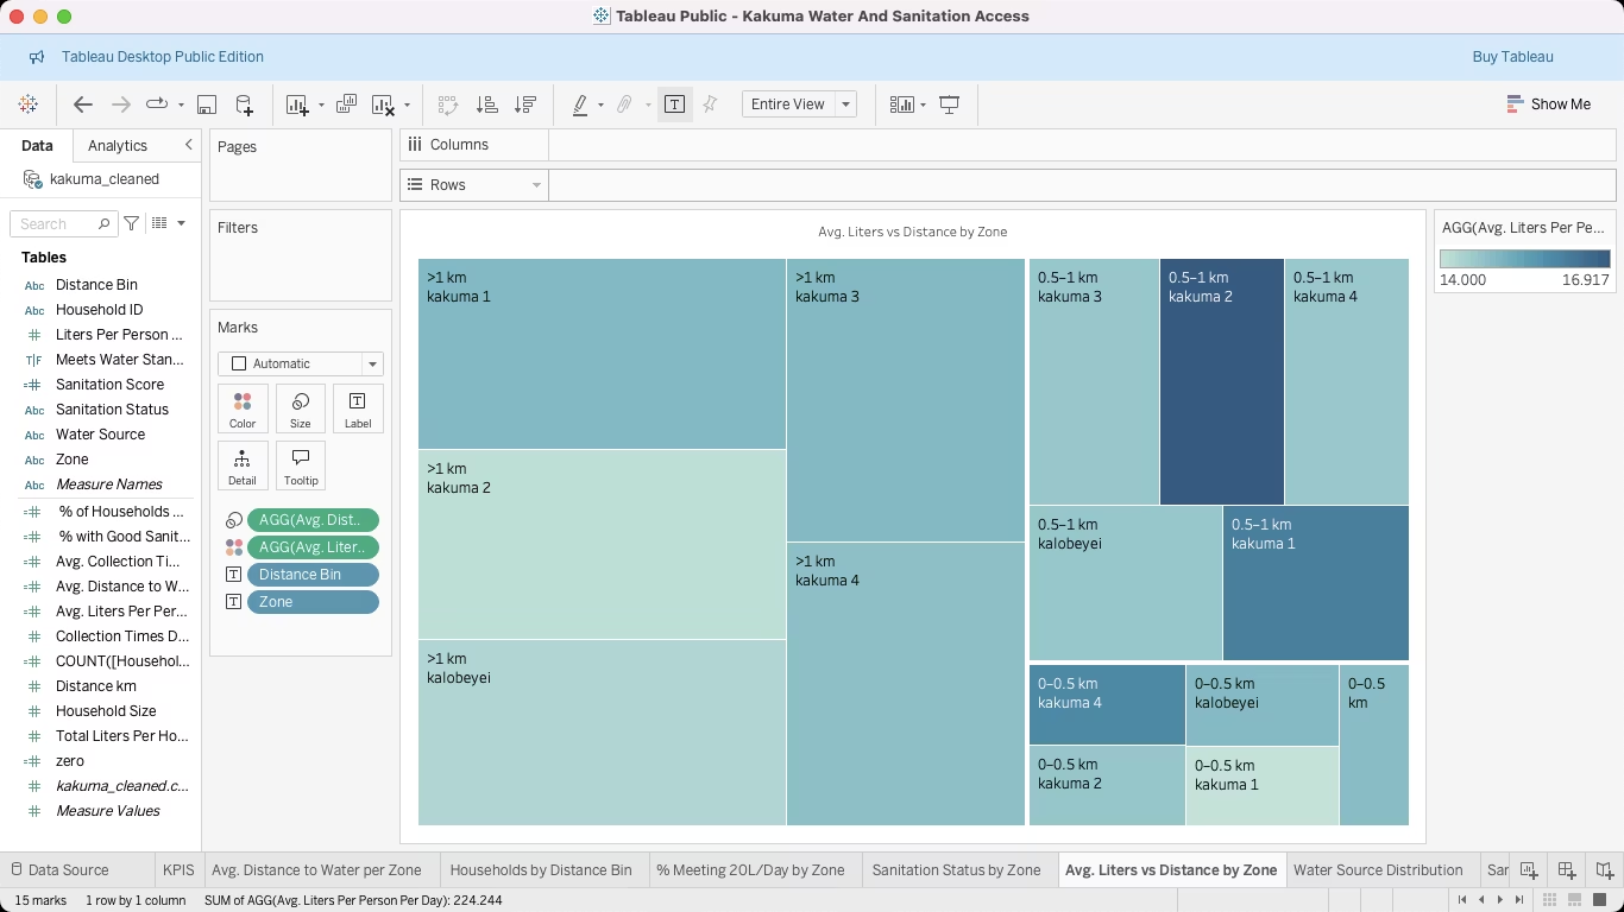 Tableau Public - Kakuma Water And Sanitation Access
Tableau Desktop Public Edition
Buy Tableau
Entire View
Show Me
Data
Analytics
kakuma_cleaned
Search
Tables
Abc Distance Bin
Abc Household ID
Liters Per Person ...
T|F Meets Water Stan...
=# Sanitation Score
Abc Sanitation Status
Abc Water Source
Abc Zone
Abc Measure Names
=# % of Households ...
=# % with Good Sanit...
=# Avg. Collection Ti...
=# Avg. Distance to W...
=# Avg. Liters Per Per...
# Collection Times D...
=# COUNT([Househol...
# Distance km
# Household Size
# Total Liters Per Ho...
=# zero
# kakuma_cleaned.c...
# Measure Values
Pages
Filters
Marks
Automatic
Color
Size
Label
Detail
Tooltip
AGG(Avg. Dist..
AGG(Avg. Liter..
Distance Bin
Zone
Columns
Rows
Avg. Liters vs Distance by Zone
>1 km
kakuma 1
>1 km
kakuma 2
>1 km
kalobeyei
>1 km
kakuma 3
>1 km
kakuma 4
0.5–1 km
kakuma 3
0.5–1 km
kakuma 2
0.5–1 km
kakuma 4
0.5–1 km
kalobeyei
0.5–1 km
kakuma 1
0–0.5 km
kakuma 4
0–0.5 km
kakuma 2
0–0.5 km
kalobeyei
0–0.5 km
kakuma 1
0–0.5
km
AGG(Avg. Liters Per Pe...
14.000
16.917
Data Source
KPIS
Avg. Distance to Water per Zone
Households by Distance Bin
% Meeting 20L/Day by Zone
Sanitation Status by Zone
Avg. Liters vs Distance by Zone
Water Source Distribution
Sar
15 marks
1 row by 1 column
SUM of AGG(Avg. Liters Per Person Per Day): 224.244